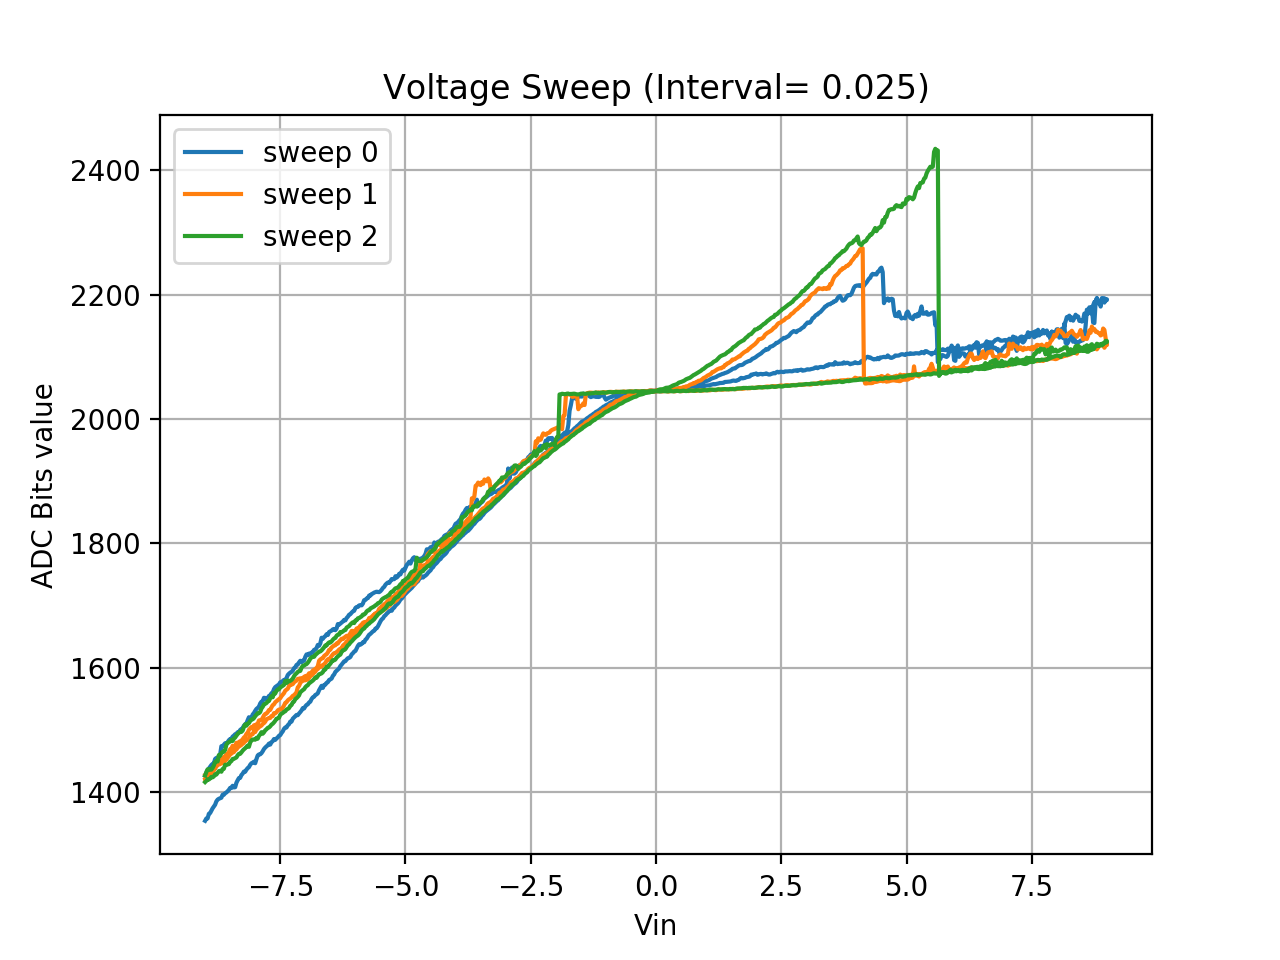 Voltage Sweep (Interval= 0.025)
sweep 0
sweep 1
sweep 2
2400
2200
2000
1800
1600
1400
ADC Bits value
−7.5
−5.0
−2.5
0.0
2.5
5.0
7.5
Vin